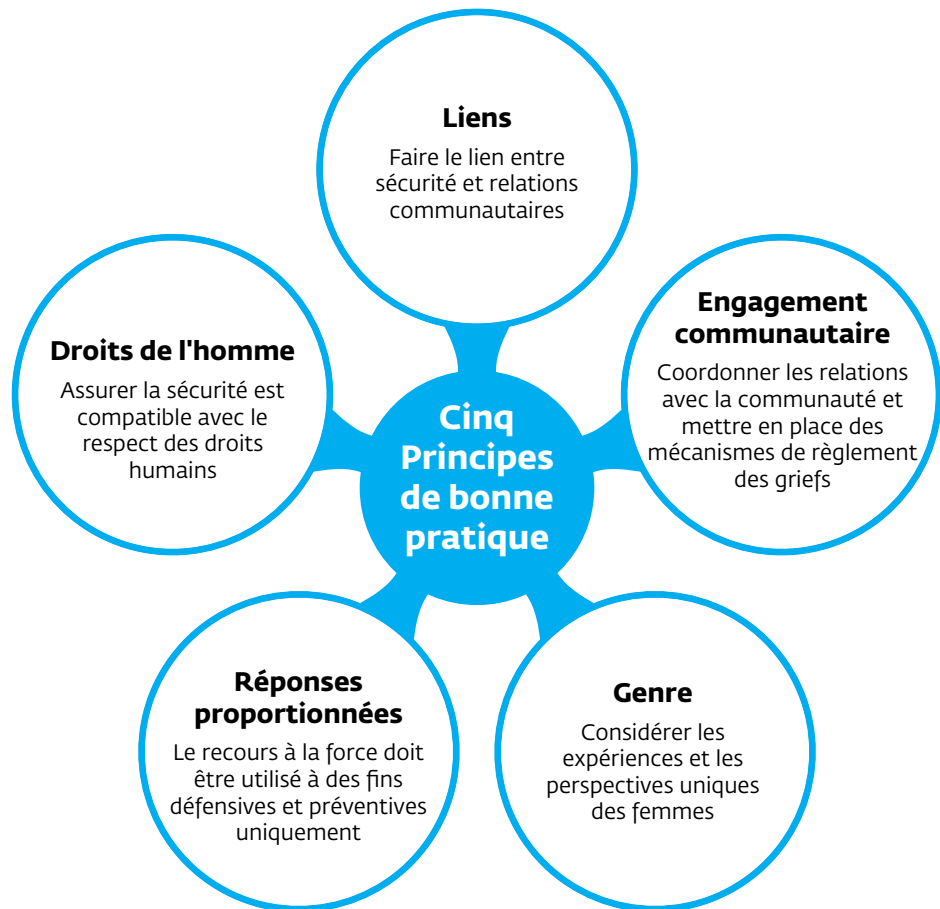 Liens
Faire le lien entre
sécurité et relations
communautaires
Engagement
communautaire
Coordonner les relations
avec la communauté et
mettre en place des
mécanismes de règlement
des griefs
Droits de l'homme
Assurer la sécurité est
compatible avec le
respect des droits
humains
Cinq
Principes
de bonne
pratique
Réponses
proportionnées
Le recours à la force doit
être utilisé à des fins
défensives et préventives
uniquement
Genre
Considérer les
expériences et les
perspectives uniques
des femmes